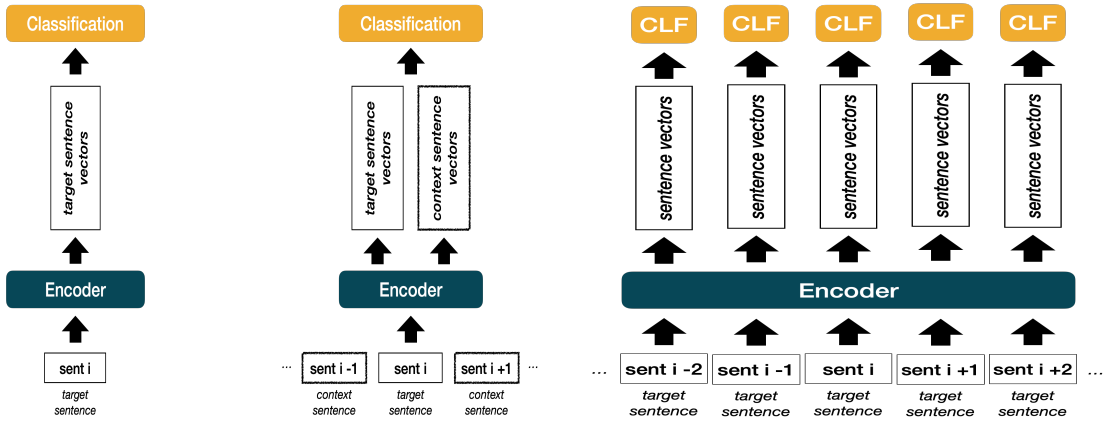 Classification
target sentence
vectors
Encoder
sent i
target
sentence
Classification
target sentence
vectors
context sentence
vectors
Encoder
... sent i -1 sent i sent i +1 ...
context
sentence
target
sentence
context
sentence
CLF CLF CLF CLF CLF
sentence vectors
sentence vectors
sentence vectors
sentence vectors
sentence vectors
Encoder
... sent i -2 sent i -1 sent i sent i +1 sent i +2 ...
target
sentence
target
sentence
target
sentence
target
sentence
target
sentence